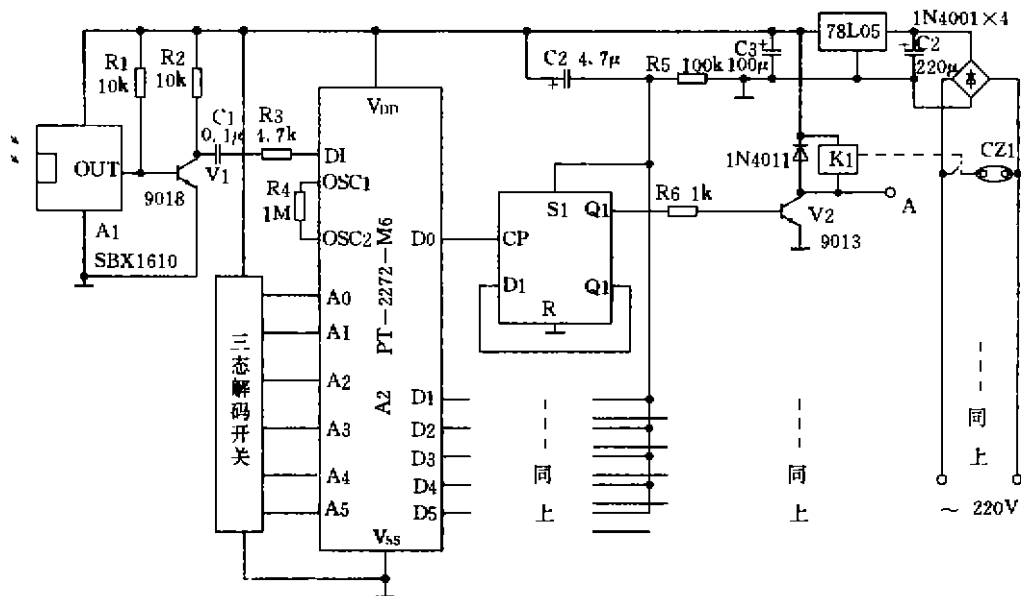 1N4001×4
78L05
R1
10k
R2
10k
C2 4.7μ
R5 100k
C3
100μ
C2
220μ
+
+
+
V_DD
C1
0.1μ
R3
4.7k
DI
OUT
V1
9018
R4
1M
OSC1
OSC2
1N4011
K1
CZ1
S1
Q1
R6 1k
A
V2
9013
A1
SBX1610
D0
CP
D1
Q1
R
PT-2272-M6
A2
三态解码开关
A0
A1
A2
A3
A4
A5
D1
D2
D3
D4
D5
同上
同上
同上
V_SS
~ 220V